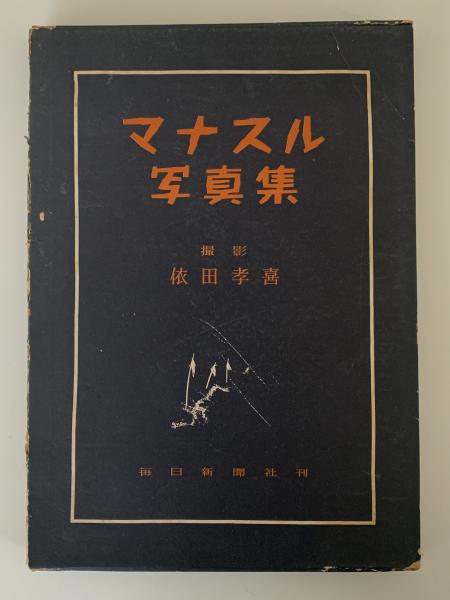 マナスル
写真集
撮影
依田孝喜
毎日新聞社刊